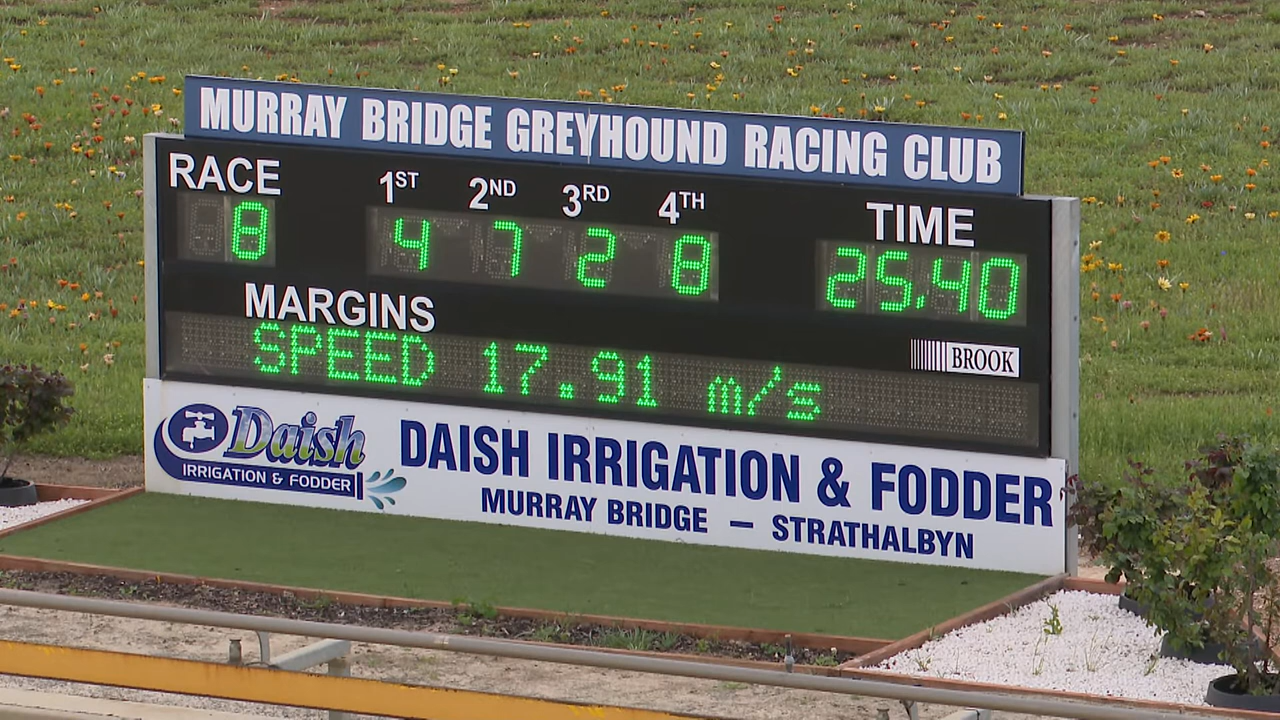 MURRAY BRIDGE GREYHOUND RACING CLUB
RACE 1ST 2ND 3RD 4TH TIME
8 4 7 2 8 25.40
MARGINS
SPEED 17.91 m/s
BROOK
Daish
IRRIGATION & FODDER
DAISH IRRIGATION & FODDER
MURRAY BRIDGE – STRATHALBYN